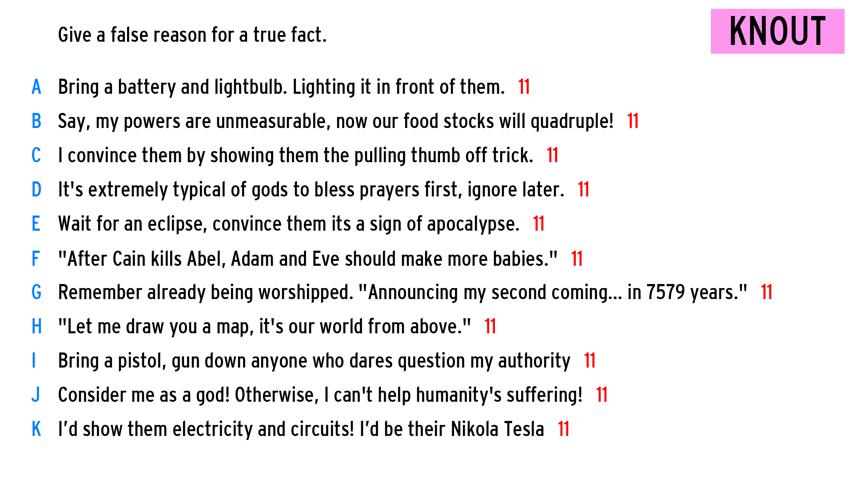 Give a false reason for a true fact.
KNOUT
A Bring a battery and lightbulb. Lighting it in front of them. 11
B Say, my powers are unmeasurable, now our food stocks will quadruple! 11
C I convince them by showing them the pulling thumb off trick. 11
D It's extremely typical of gods to bless prayers first, ignore later. 11
E Wait for an eclipse, convince them its a sign of apocalypse. 11
F "After Cain kills Abel, Adam and Eve should make more babies." 11
G Remember already being worshipped. "Announcing my second coming... in 7579 years." 11
H "Let me draw you a map, it's our world from above." 11
I Bring a pistol, gun down anyone who dares question my authority 11
J Consider me as a god! Otherwise, I can't help humanity's suffering! 11
K I'd show them electricity and circuits! I'd be their Nikola Tesla 11